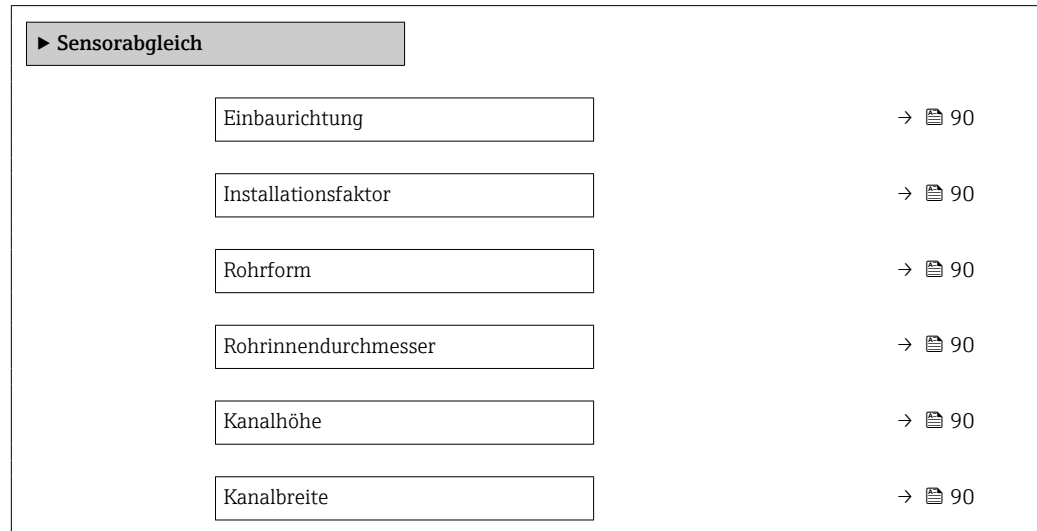 ▶ Sensorabgleich
Einbaurichtung → 90
Installationsfaktor → 90
Rohrform → 90
Rohrinnendurchmesser → 90
Kanalhöhe → 90
Kanalbreite → 90